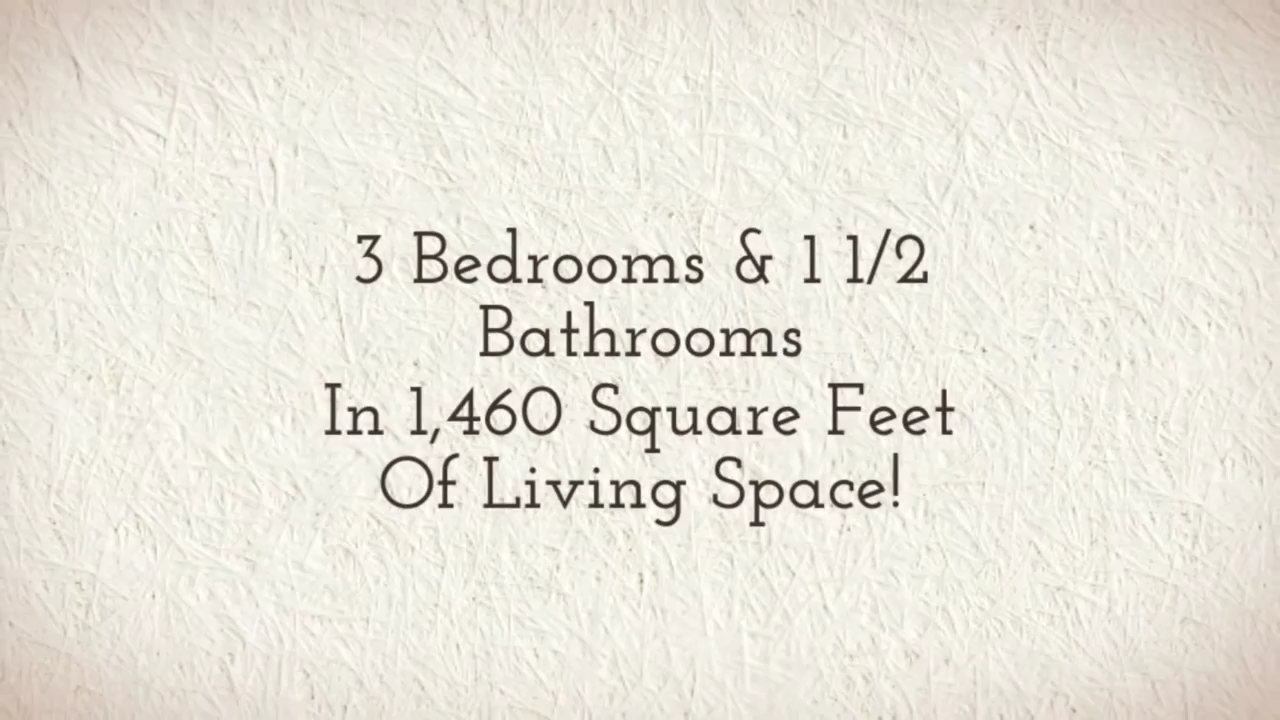 3 Bedrooms & 1 1/2
Bathrooms
In 1,460 Square Feet
Of Living Space!